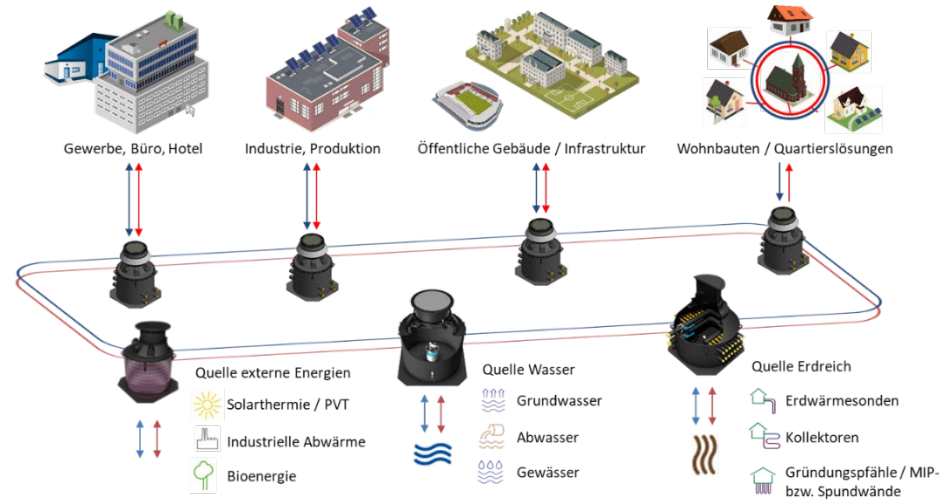 Gewerbe, Büro, Hotel
Industrie, Produktion
Öffentliche Gebäude / Infrastruktur
Wohnbauten / Quartierslösungen
Quelle externe Energien
Solarthermie / PVT
Industrielle Abwärme
Bioenergie
Quelle Wasser
Grundwasser
Abwasser
Gewässer
Quelle Erdreich
Erdwärmesonden
Kollektoren
Gründungspfähle / MIP-
bzw. Spundwände